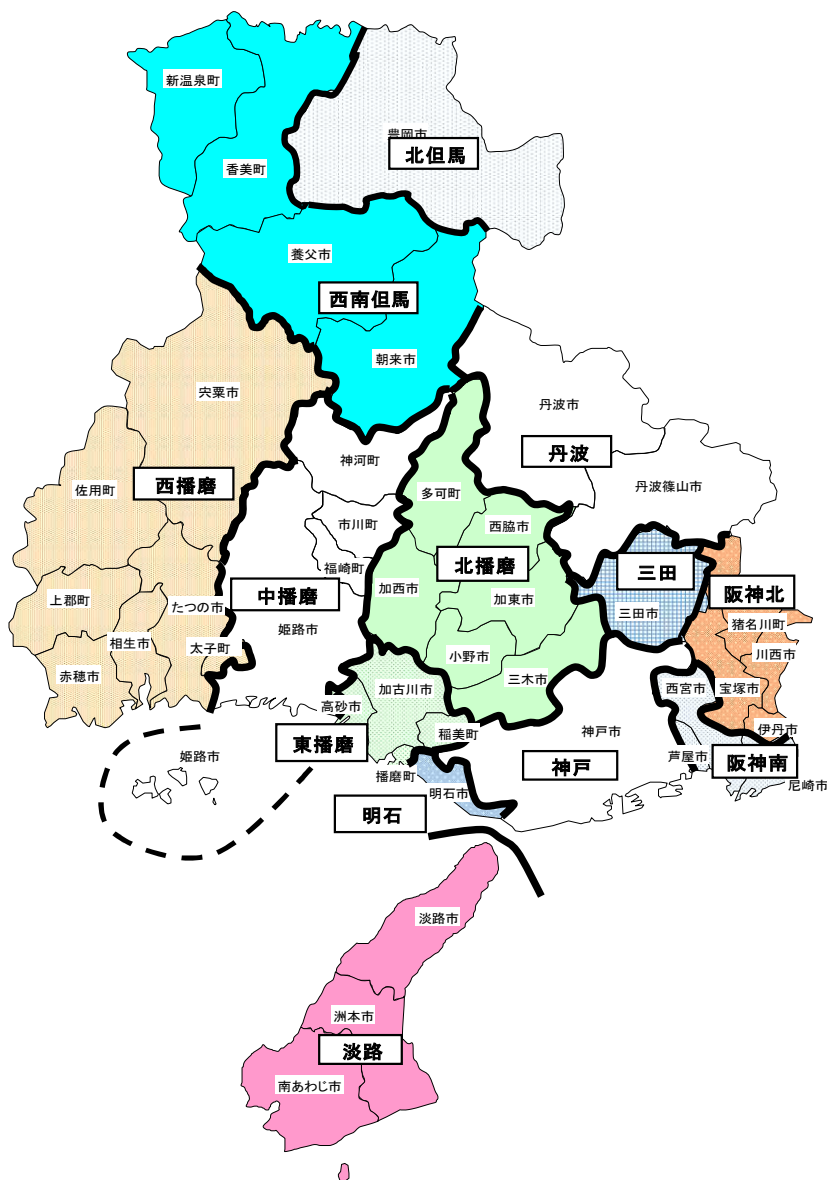 新温泉町
豊岡市
北但馬
香美町
養父市
西南但馬
朝来市
宍粟市
丹波市
丹波
神河町
西播磨
佐用町
多可町
丹波篠山市
市川町
西脇市
北播磨
福崎町
三田
阪神北
加西市
中播磨
加東市
上郡町
たつの市
三田市
猪名川町
姫路市
相生市
太子町
小野市
川西市
赤穂市
加古川市
三木市
西宮市
宝塚市
高砂市
稲美町
神戸市
伊丹市
東播磨
姫路市
芦屋市
阪神南
神戸
播磨町
尼崎市
明石市
明石
淡路市
洲本市
淡路
南あわじ市